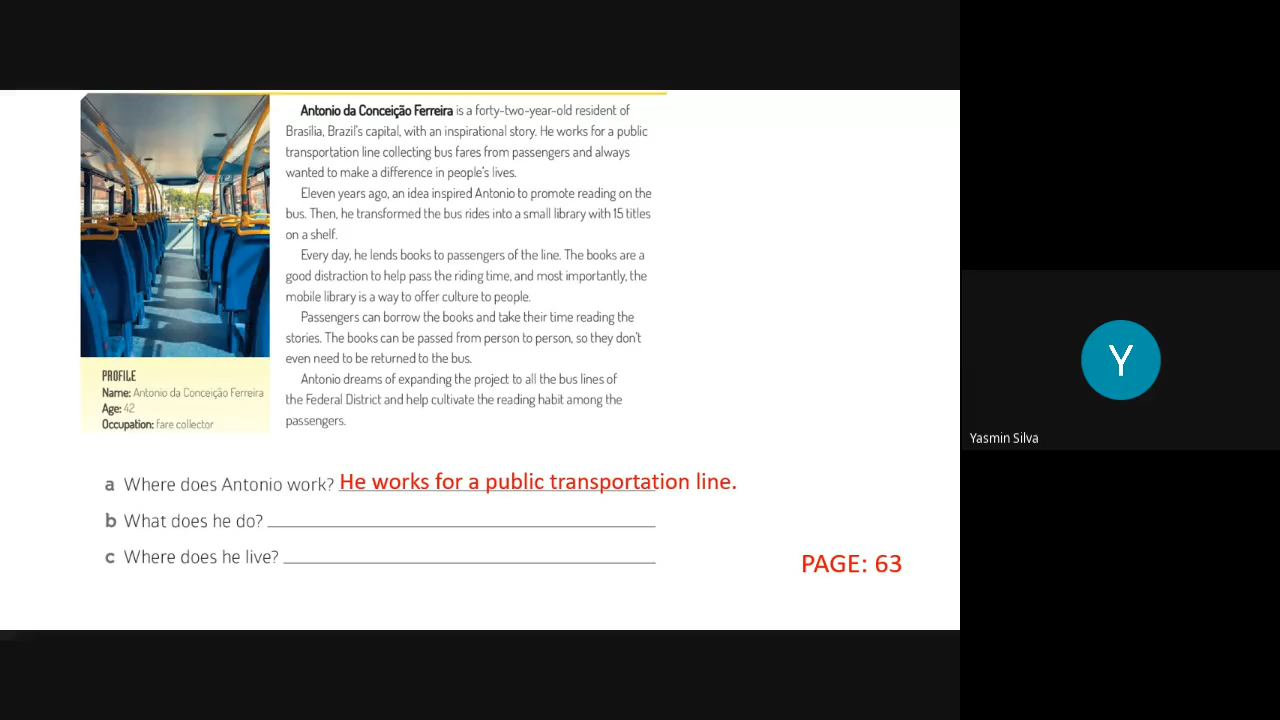 Antonio da Conceição Ferreira is a forty-two-year-old resident of
Brasília, Brazil's capital, with an inspirational story. He works for a public
transportation line collecting bus fares from passengers and always
wanted to make a difference in people's lives.
Eleven years ago, an idea inspired Antonio to promote reading on the
bus. Then, he transformed the bus rides into a small library with 15 titles
on a shelf.
Every day, he lends books to passengers of the line. The books are a
good distraction to help pass the riding time, and most importantly, the
mobile library is a way to offer culture to people.
Passengers can borrow the books and take their time reading the
stories. The books can be passed from person to person, so they don't
even need to be returned to the bus.
Antonio dreams of expanding the project to all the bus lines of
the Federal District and help cultivate the reading habit among the
passengers.
PROFILE
Name: Antonio da Conceição Ferreira
Age: 42
Occupation: fare collector
a Where does Antonio work? He works for a public transportation line.
b What does he do?
c Where does he live?
PAGE: 63
Y
Yasmin Silva